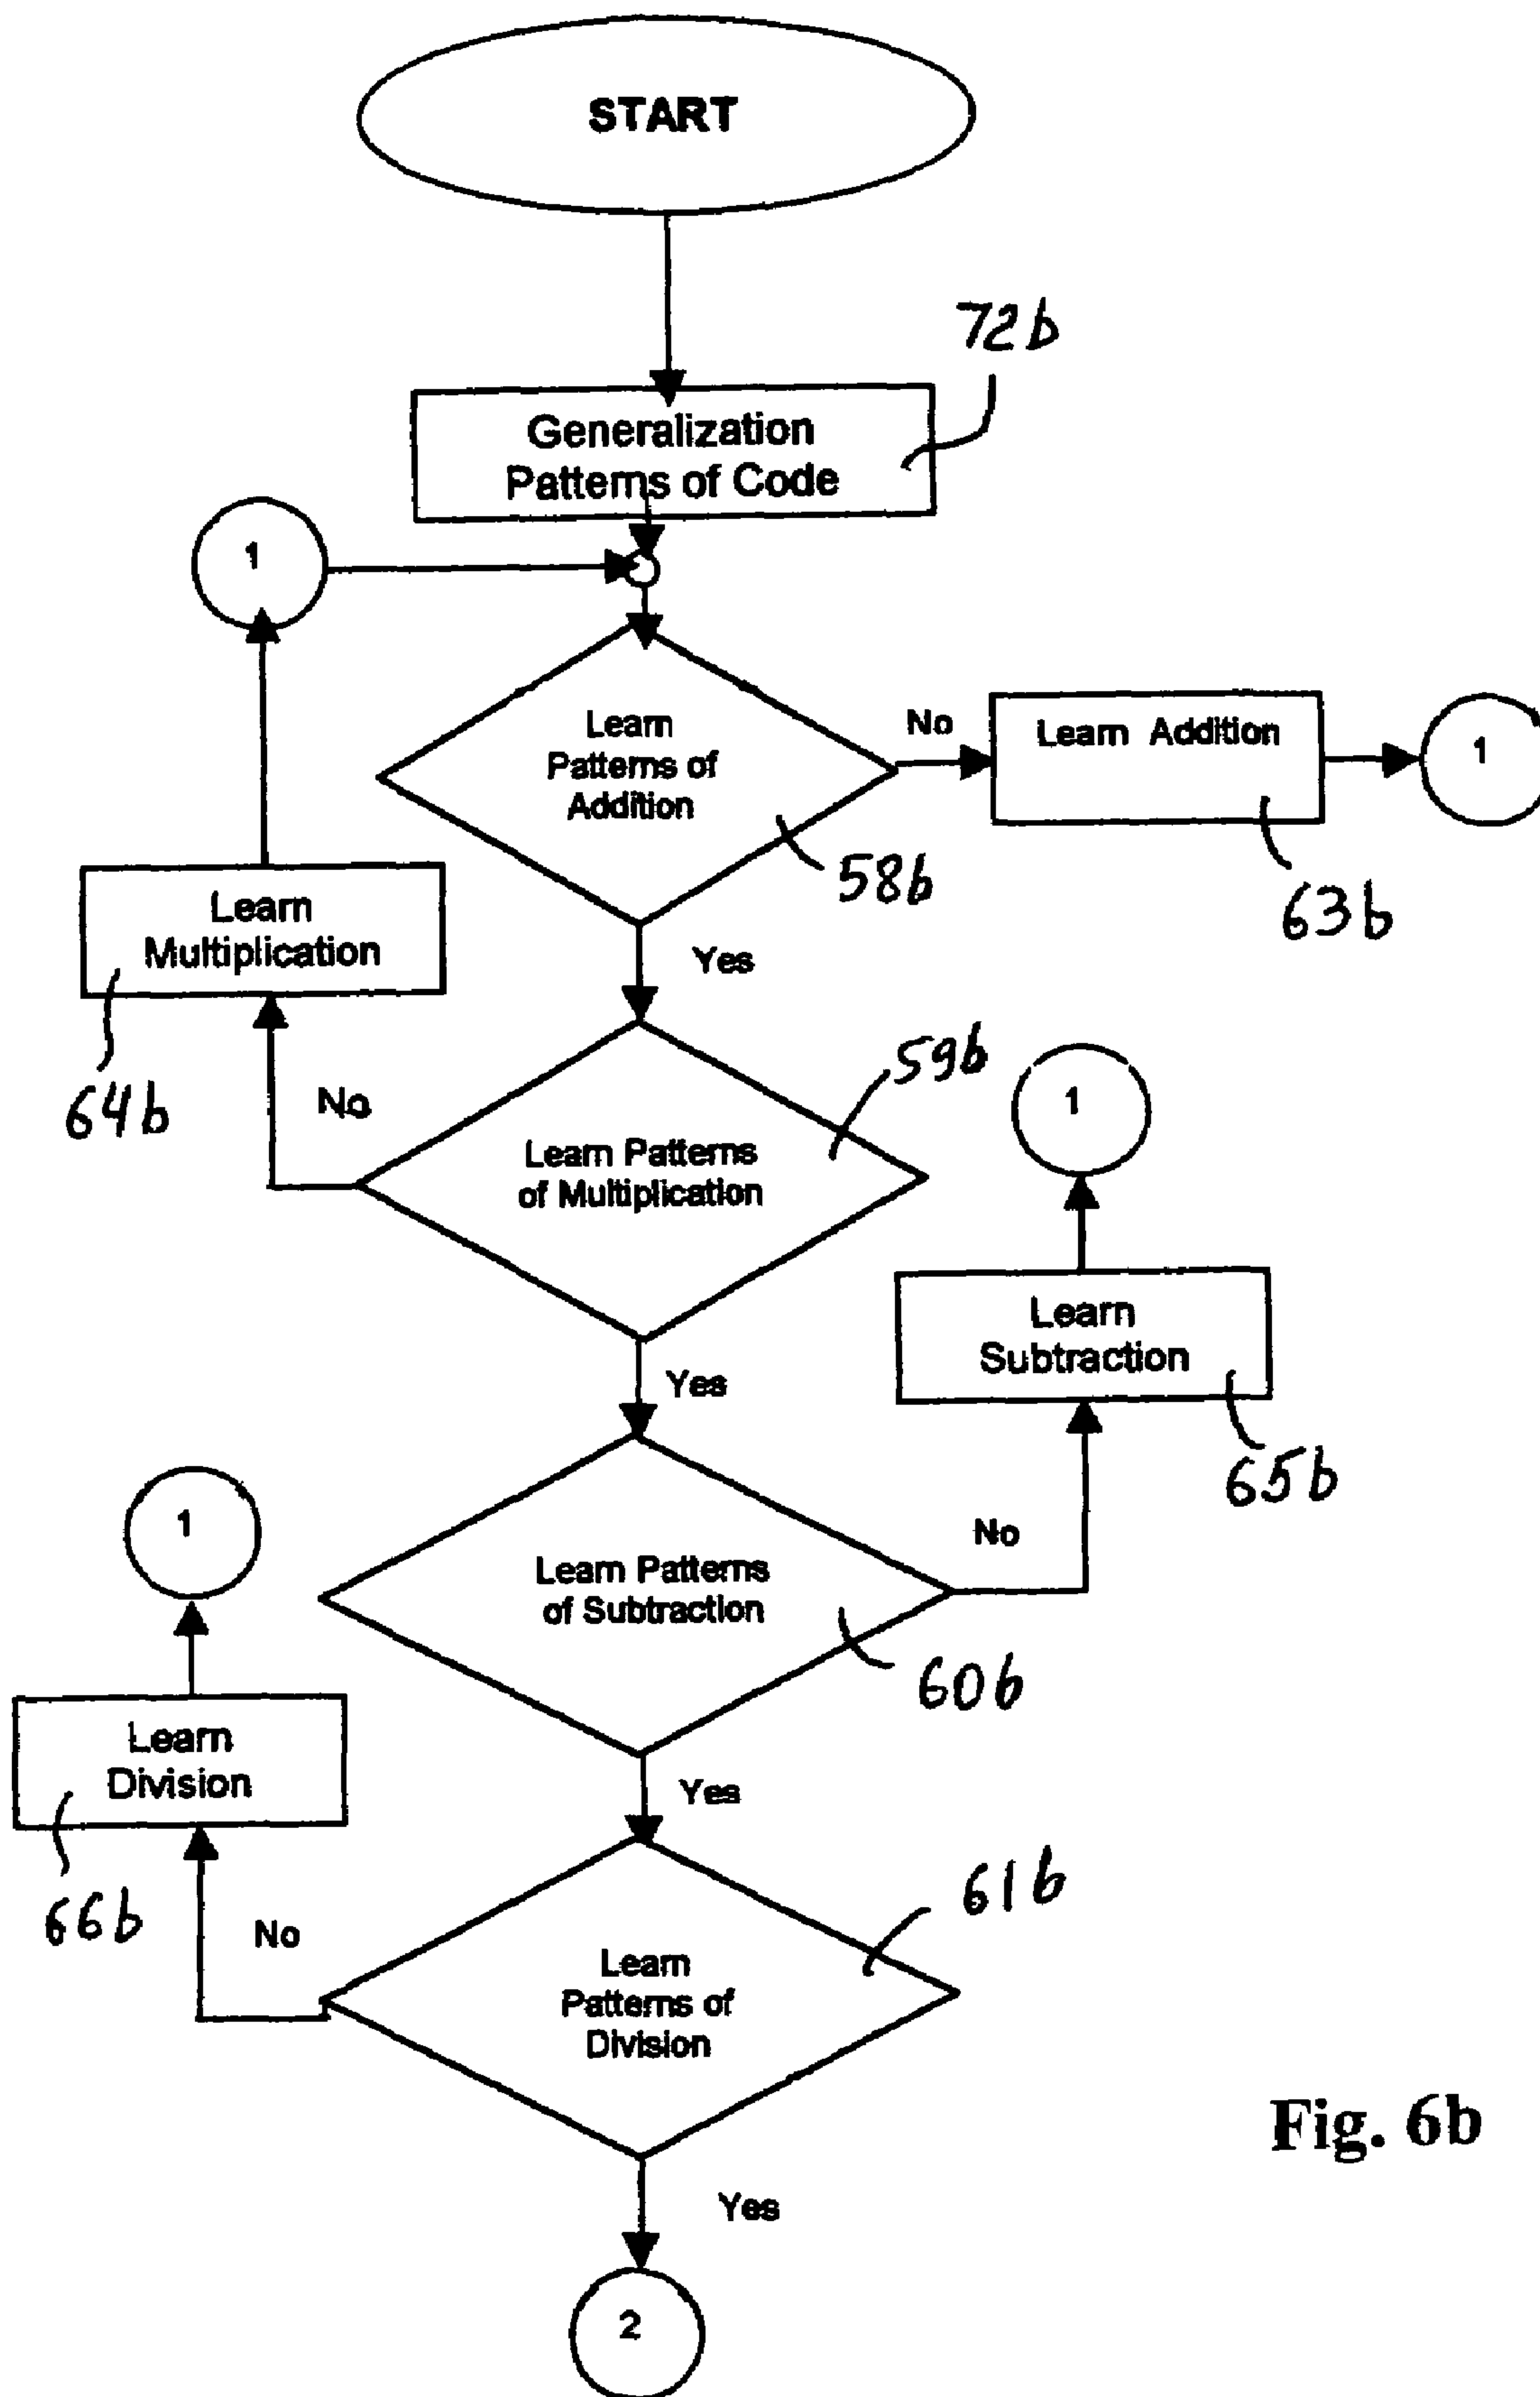 START
72b
Generalization
Patterns of Code
1
Learn
Patterns of
Addition
No
Learn Addition
1
58b
63b
Learn
Multiplication
Yes
64b
No
59b
Learn Patterns
of Multiplication
1
Learn
Subtraction
Yes
65b
1
No
Learn Patterns
of Subtraction
60b
Learn
Division
Yes
66b
No
61b
Learn
Patterns of
Division
Fig. 6b
Yes
2